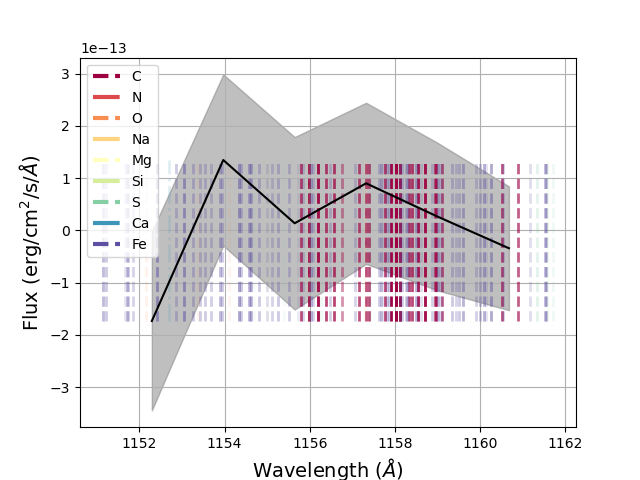 1e−13
C
N
O
Na
Mg
Si
S
Ca
Fe
3
2
1
0
−1
−2
−3
Flux (erg/cm²/s/Å)
1152 1154 1156 1158 1160 1162
Wavelength (Å)